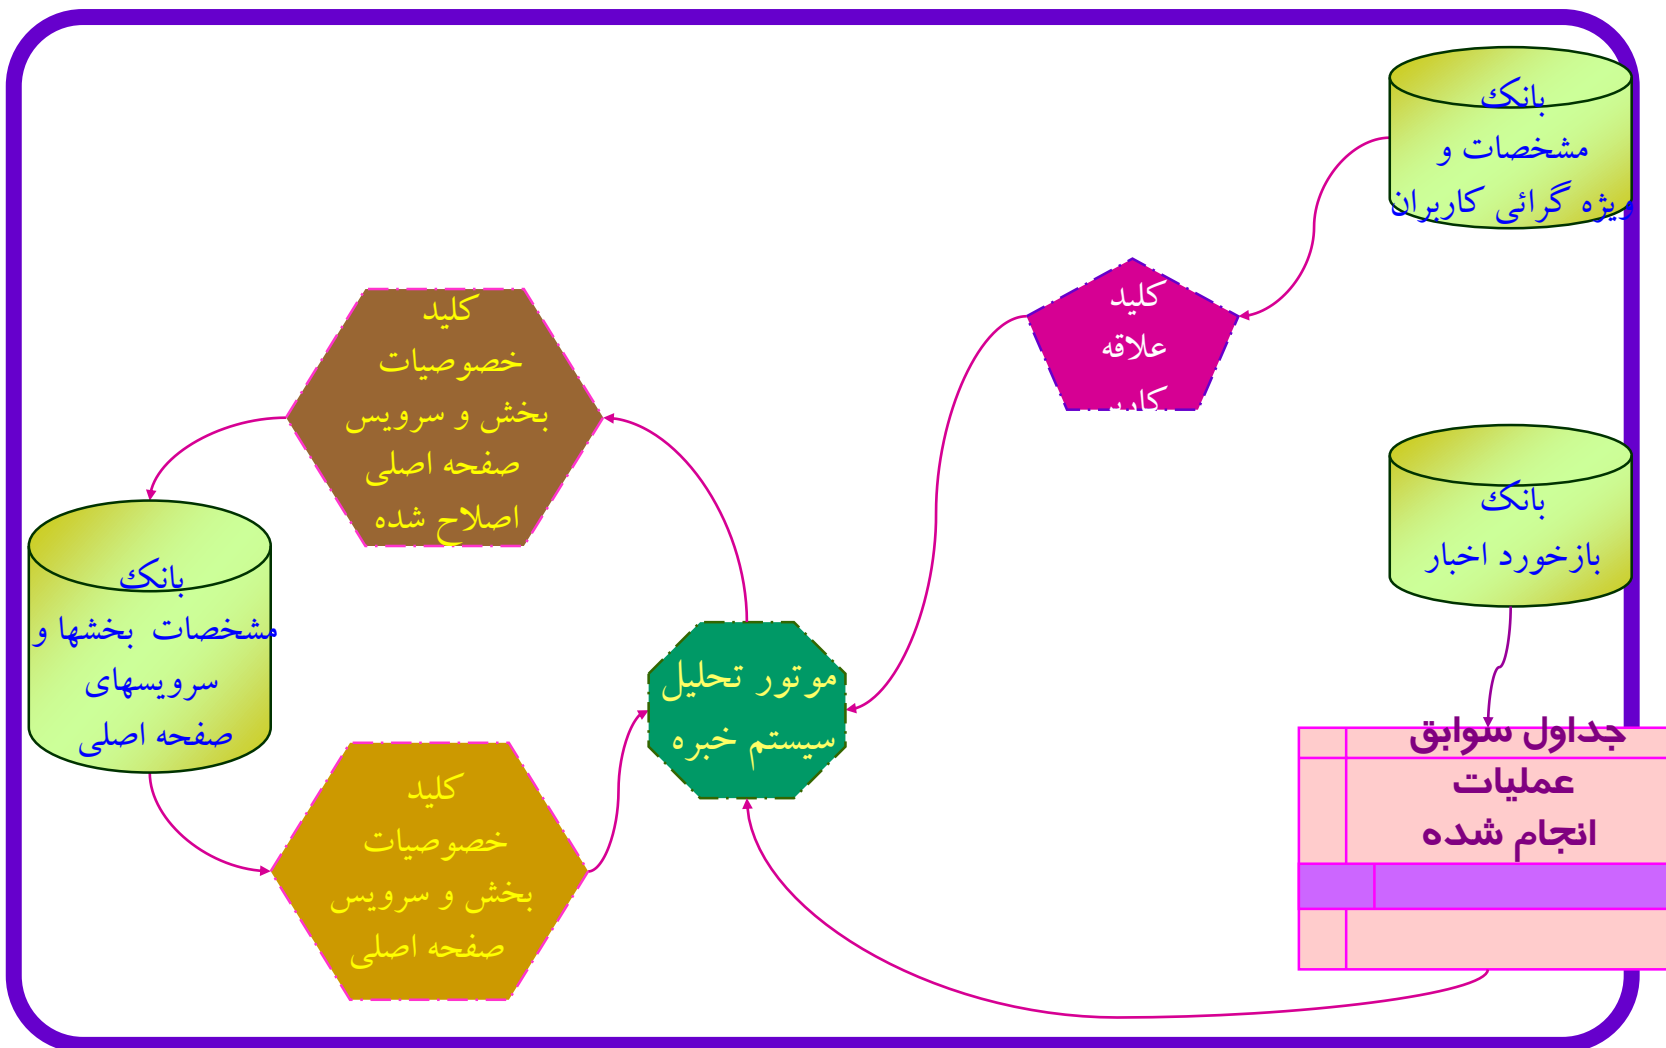 بانک
مشخصات و
ویژه گرائی کاربران
کلید
علاقه
کاربر
کلید
خصوصیات
بخش و سرویس
صفحه اصلی
اصلاح شده
بانک
بازخورد اخبار
بانک
مشخصات بخشها و
سرویسهای
صفحه اصلی
موتور تحلیل
سیستم خبره
جداول سوابق
عملیات
انجام شده
کلید
خصوصیات
بخش و سرویس
صفحه اصلی